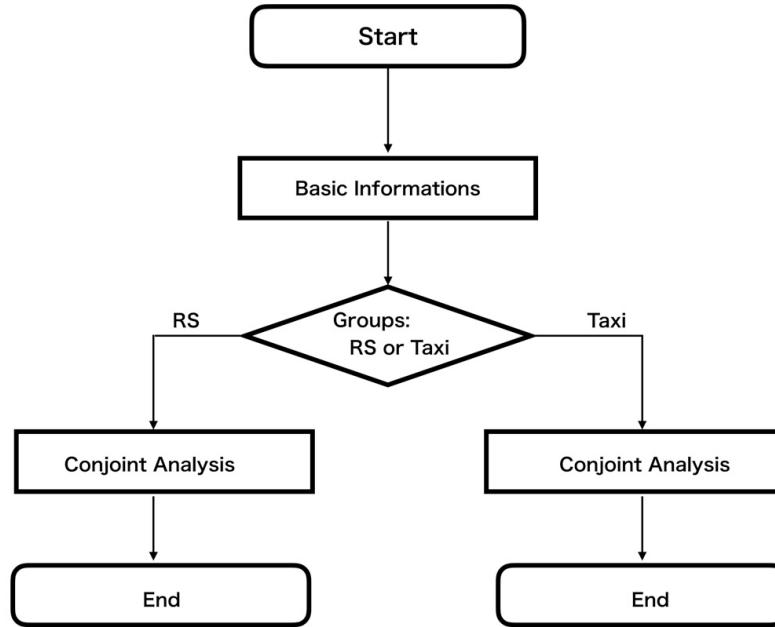 Start
Basic Informations
Groups:
RS or Taxi
RS
Taxi
Conjoint Analysis
Conjoint Analysis
End
End